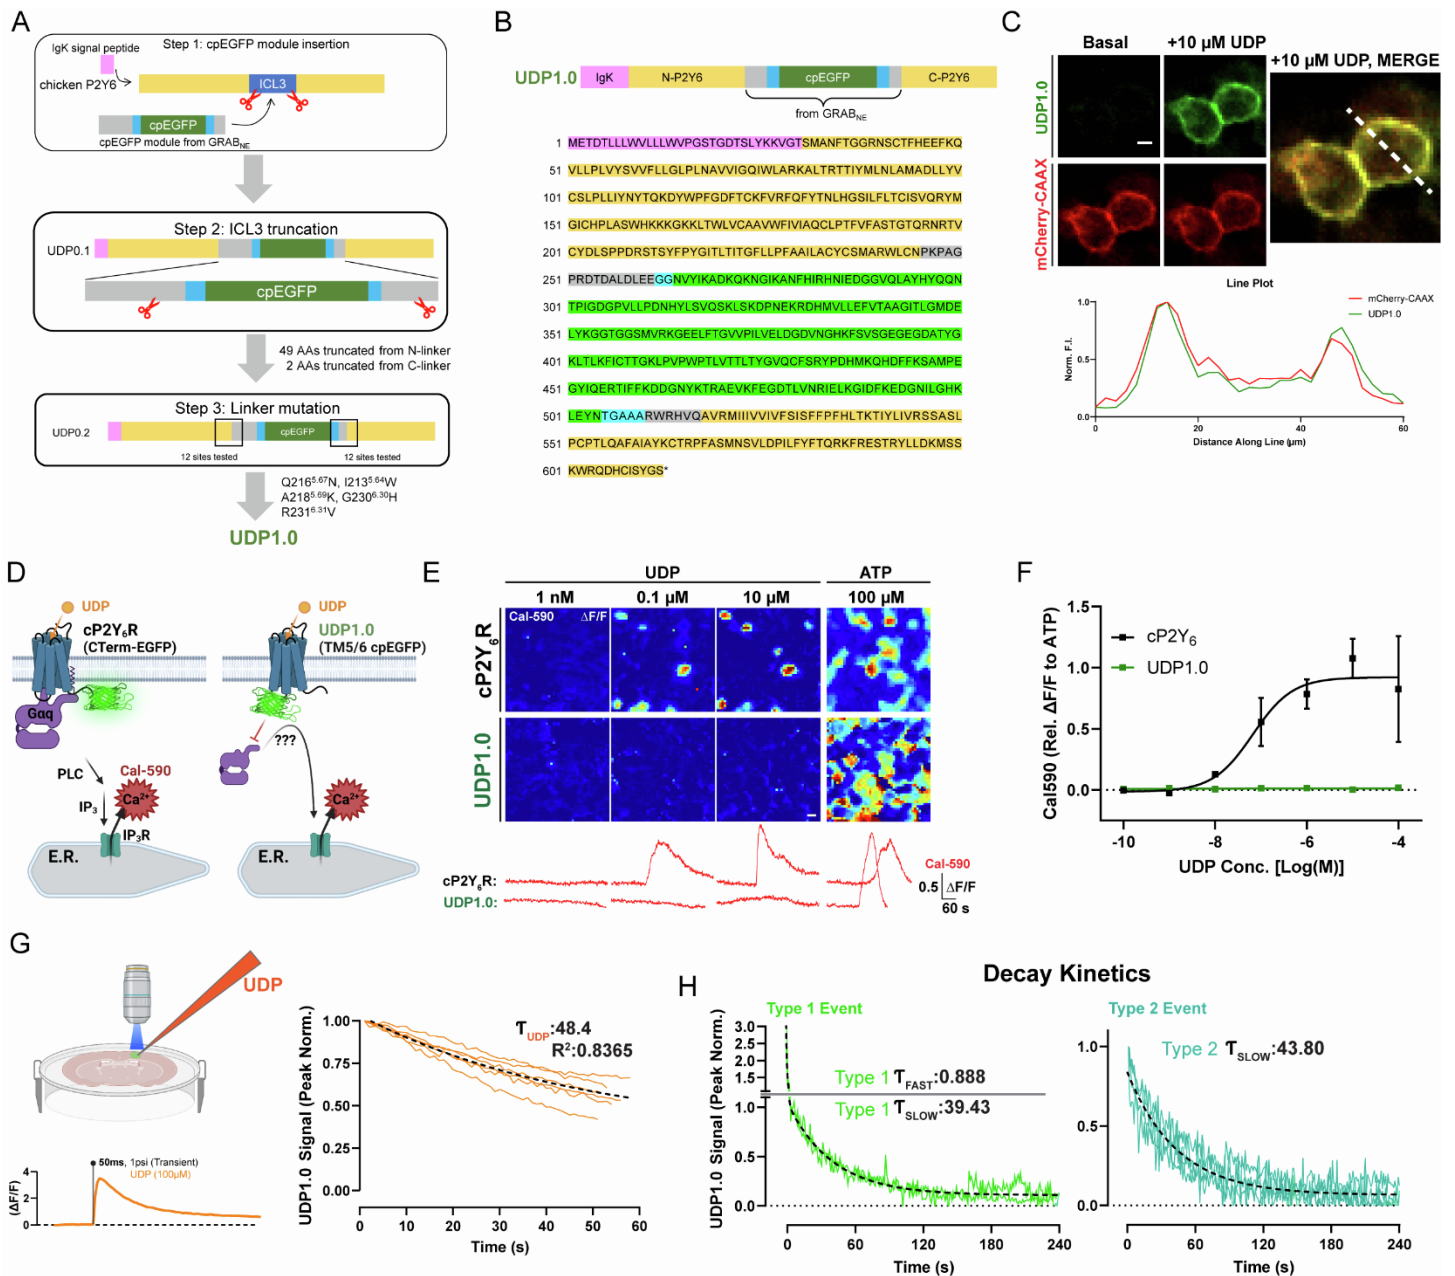 A
Step 1: cpEGFP module insertion
IgK signal peptide
chicken P2Y6
ICL3
cpEGFP
cpEGFP module from GRABNE
Step 2: ICL3 truncation
UDP0.1
cpEGFP
49 AAs truncated from N-linker
2 AAs truncated from C-linker
Step 3: Linker mutation
UDP0.2
cpEGFP
12 sites tested
12 sites tested
Q2165.67N, I2135.64W
A2185.69K, G2306.30H
R2316.31V
UDP1.0
B
UDP1.0
IgK
N-P2Y6
cpEGFP
C-P2Y6
from GRABNE
1 METDTLLLWVLLLWVPGSTGDTSLYKKVGTSMANFTGGRNSCTFHEEFKQ
51 VLLPLVYSVVFLLGLPLNAVVIGQIWLARKALTRTTIYMLNLAMADLLYV
101 CSLPLLIYNYTQKDYWPFGDFTCKFVRFQFYTNLHGSILFLTCISVQRYM
151 GICHPLASWHKKKGKKLTWLVCAAVWFIVIAQCLPTFVFASTGTQRNRTV
201 CYDLSPPDRSTSYFPYGITLTITGFLLPFAAILACYCSMARWLCNPKPAG
251 PRDTDALDLEEGGNVYIKADKQKNGIKANFHIRHNIEDGGVQLAYHYQQN
301 TPIGDGPVLLPDNHYLSVQSKLSKDPNEKRDHMVLLEFVTAAGITLGMDE
351 LYKGGTGGSMVRKGEELFTGVVPILVELDGDVNGHKFSVSGEGEGDATYG
401 KLTLKFICTTGKLPVPWPTLVTTLTYGVQCFSRYPDHMKQHDFFKSAMPE
451 GYIQERTIFFKDDGNYKTRAEVKFEGDTLVNRIELKGIDFKEDGNILGHK
501 LEYNTGAAARWRHVQAVRMIIIVVIVFSISFFPFHLTKTIYLIVRSSASL
551 PCPTLQAFAIAYKCTRPFASMNSVLDPILFYFTQRKFRESTRYLLDKMSS
601 KWRQDHCISYGS*
C
Basal
+10 µM UDP
+10 µM UDP, MERGE
UDP1.0
mCherry-CAAX
Line Plot
mCherry-CAAX
UDP1.0
Norm. F.I.
1.0
0.5
0.0
0 20 40 60
Distance Along Line (µm)
D
UDP
cP2Y6R
(CTerm-EGFP)
Gαq
PLC
IP3
Cal-590
Ca2+
IP3R
E.R.
UDP
UDP1.0
(TM5/6 cpEGFP)
???
Ca2+
E.R.
E
UDP
ATP
1 nM 0.1 µM 10 µM 100 µM
Cal-590 ΔF/F
cP2Y6R
UDP1.0
cP2Y6R:
UDP1.0:
Cal-590
0.5 ΔF/F
60 s
F
Cal590 (Rel. ΔF/F to ATP)
1.5
1.0
0.5
0.0
cP2Y6
UDP1.0
-10 -8 -6 -4
UDP Conc. [Log(M)]
G
UDP
(ΔF/F)
4
2
0
50ms, 1psi (Transient)
UDP (100µM)
UDP1.0 Signal (Peak Norm.)
1.00
0.75
0.50
0.25
0.00
τUDP:48.4
R2:0.8365
0 10 20 30 40 50 60
Time (s)
H
Decay Kinetics
Type 1 Event
UDP1.0 Signal (Peak Norm.)
3.0
2.5
2.0
1.5
1.0
0.5
0.0
Type 1 τFAST:0.888
Type 1 τSLOW:39.43
0 60 120 180 240
Time (s)
Type 2 Event
1.0
0.5
0.0
Type 2 τSLOW:43.80
0 60 120 180 240
Time (s)